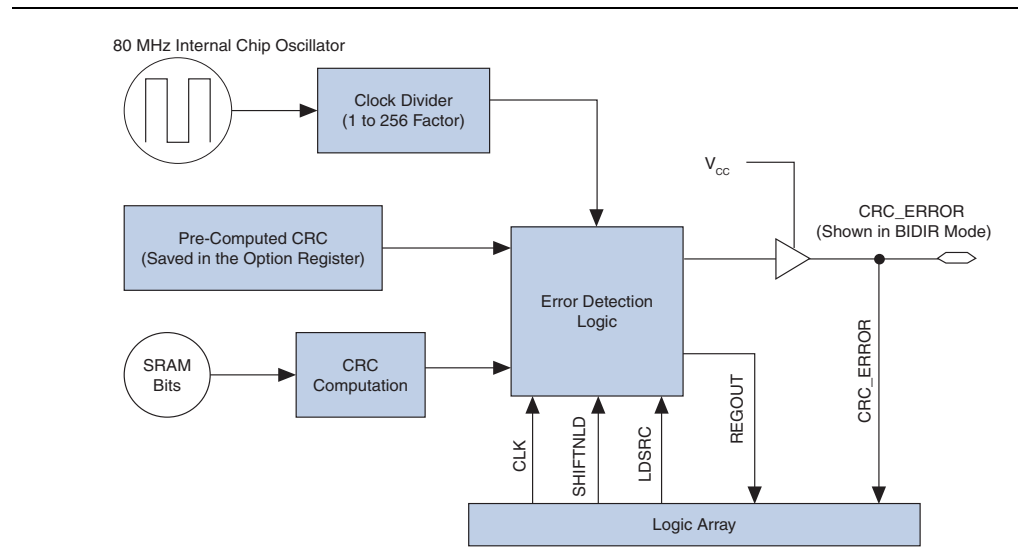 80 MHz Internal Chip Oscillator
Clock Divider
(1 to 256 Factor)
VCC
CRC_ERROR
(Shown in BIDIR Mode)
Pre-Computed CRC
(Saved in the Option Register)
Error Detection
Logic
SRAM
Bits
CRC
Computation
CLK
SHIFTNLD
LDSRC
REGOUT
CRC_ERROR
Logic Array